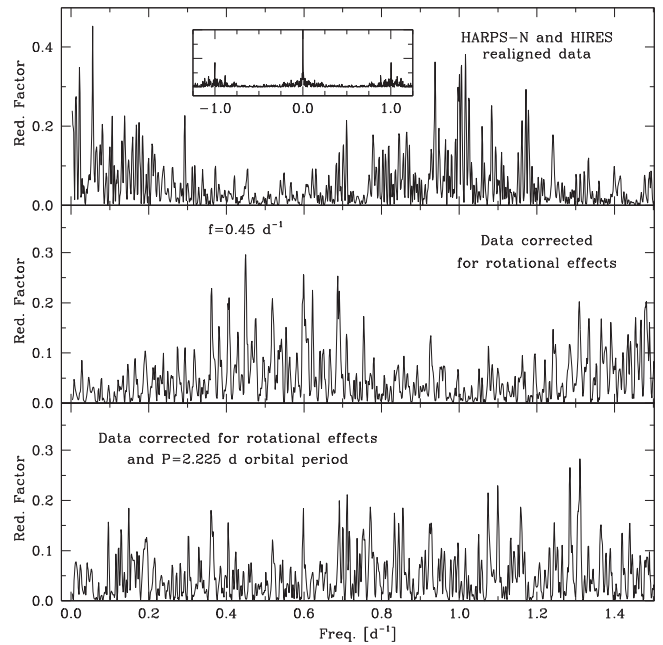 HARPS-N and HIRES
realigned data
0.4
0.2
0.0
Red. Factor
-1.0 0.0 1.0
f=0.45 d⁻¹
Data corrected
for rotational effects
0.3
0.2
0.1
0.0
Red. Factor
Data corrected for rotational effects
and P=2.225 d orbital period
0.3
0.2
0.1
0.0
Red. Factor
0.0 0.2 0.4 0.6 0.8 1.0 1.2 1.4
Freq. [d⁻¹]